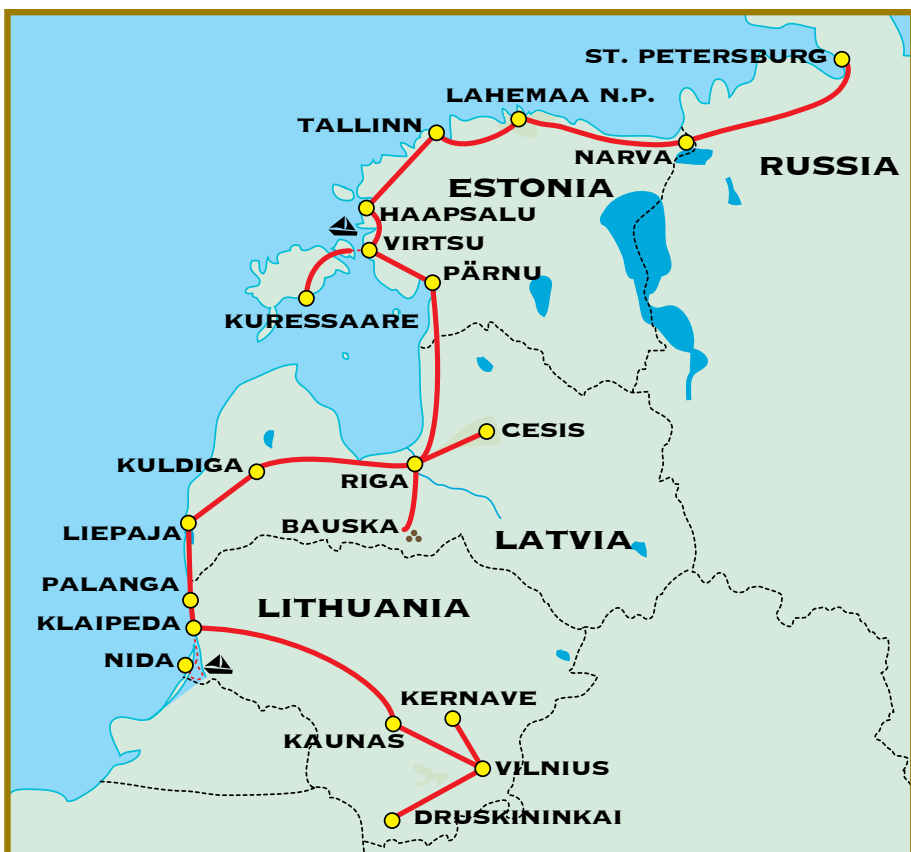 ST. PETERSBURG
LAHEMAA N.P.
TALLINN
NARVA
RUSSIA
ESTONIA
HAAPSALU
VIRTSU
PÄRNU
KURESSAARE
CESIS
KULDIGA
RIGA
BAUSKA
LIEPAJA
LATVIA
PALANGA
LITHUANIA
KLAIPEDA
NIDA
KERNAVE
KAUNAS
VILNIUS
DRUSKININKAI